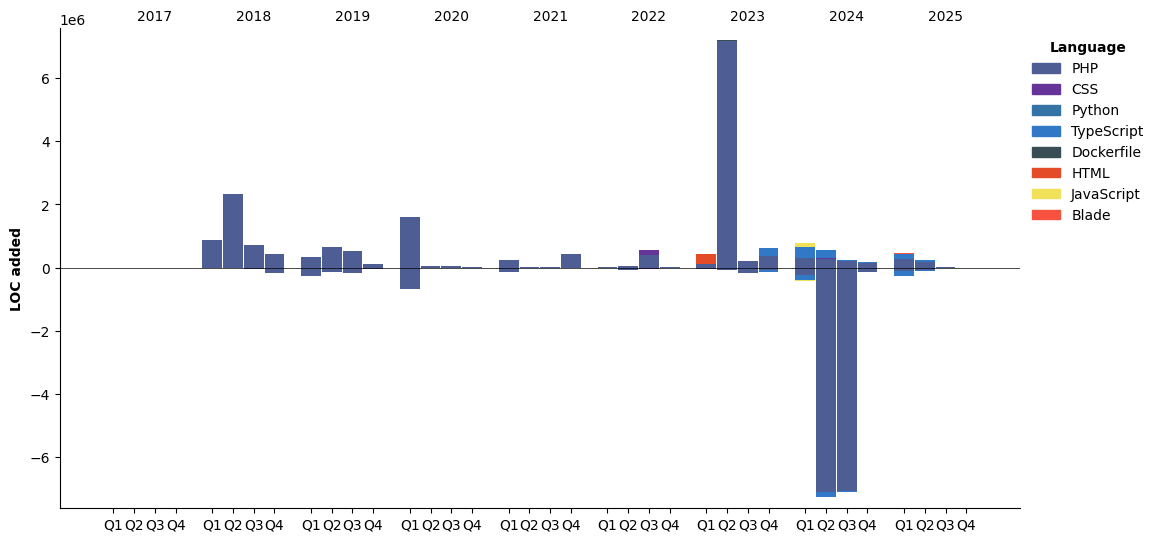 1e6
2017 2018 2019 2020 2021 2022 2023 2024 2025
LOC added
6
4
2
0
−2
−4
−6
Q1 Q2 Q3 Q4 Q1 Q2 Q3 Q4 Q1 Q2 Q3 Q4 Q1 Q2 Q3 Q4 Q1 Q2 Q3 Q4 Q1 Q2 Q3 Q4 Q1 Q2 Q3 Q4 Q1 Q2 Q3 Q4 Q1 Q2 Q3 Q4
Language
PHP
CSS
Python
TypeScript
Dockerfile
HTML
JavaScript
Blade